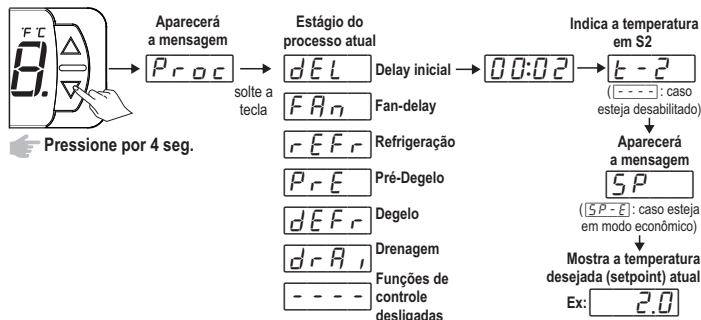 °F °C
8.
Pressione por 4 seg.
Aparecerá
a mensagem
Proc
solte a
tecla
Estágio do
processo atual
dEL Delay inicial
FAn Fan-delay
rEFr Refrigeração
PrE Pré-Degelo
dEFr Degelo
drAi Drenagem
---- Funções de
controle
desligadas
00:02
Indica a temperatura
em S2
t-2
( ---- : caso
esteja desabilitado)
Aparecerá
a mensagem
SP
( SP-E : caso esteja
em modo econômico)
Mostra a temperatura
desejada (setpoint) atual
Ex: 2.0